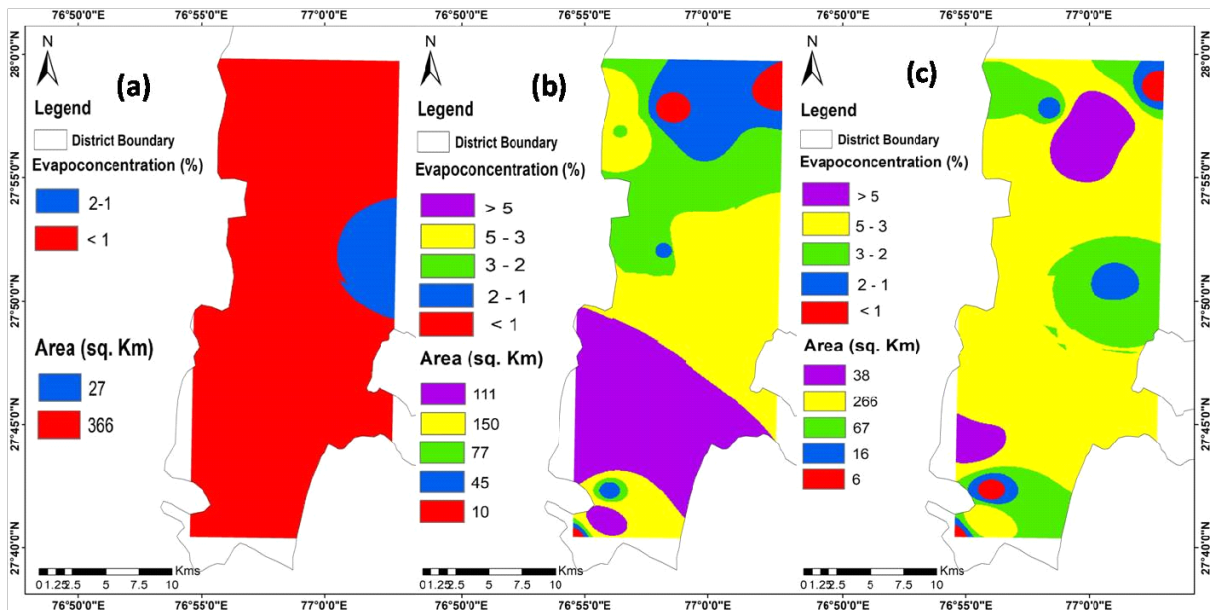 76°50'0"E 76°55'0"E 77°0'0"E 76°50'0"E 76°55'0"E 77°0'0"E 76°50'0"E 76°55'0"E 77°0'0"E
28°0'0"N
27°55'0"N
27°50'0"N
27°45'0"N
27°40'0"N
N
(a)
Legend
District Boundary
Evapoconcentration (%)
2-1
< 1
Area (sq. Km)
27
366
Kms
0 1.25 2.5 5 7.5 10
N
(b)
Legend
District Boundary
Evapoconcentration (%)
> 5
5 - 3
3 - 2
2 - 1
< 1
Area (sq. Km)
111
150
77
45
10
Kms
0 1.25 2.5 5 7.5 10
N
(c)
Legend
District Boundary
Evapoconcentration (%)
> 5
5 - 3
3 - 2
2 - 1
< 1
Area (sq. Km)
38
266
67
16
6
Kms
0 1.25 2.5 5 7.5 10
28°0'0"N
27°55'0"N
27°50'0"N
27°45'0"N
27°40'0"N
76°50'0"E 76°55'0"E 77°0'0"E 76°50'0"E 76°55'0"E 77°0'0"E 76°50'0"E 76°55'0"E 77°0'0"E